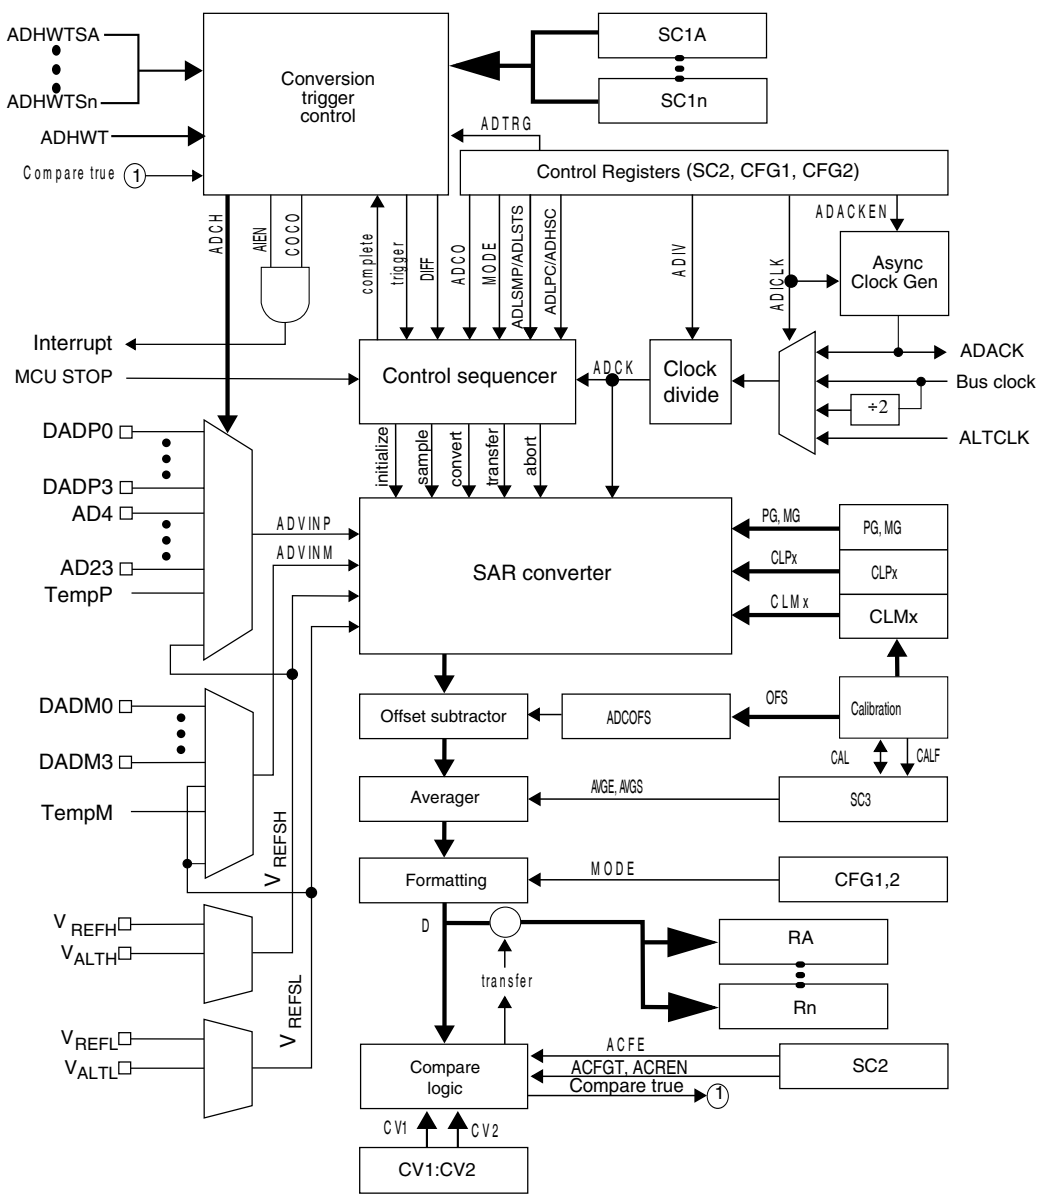 ADHWTSA
ADHWTSn
ADHWT
Compare true 1
Conversion
trigger
control
SC1A
SC1n
ADTRG
Control Registers (SC2, CFG1, CFG2)
ADCH
AIEN
COCO
complete
trigger
DIFF
ADCO
MODE
ADLSMP/ADLSTS
ADLPC/ADHSC
ADIV
ADICLK
ADACKEN
Async
Clock Gen
Interrupt
MCU STOP
Control sequencer
ADCK
Clock
divide
ADACK
Bus clock
÷2
ALTCLK
initialize
sample
convert
transfer
abort
DADP0
DADP3
AD4
AD23
TempP
ADVINP
ADVINM
SAR converter
PG, MG
PG, MG
CLPx
CLPx
CLMx
CLMx
DADM0
DADM3
TempM
Offset subtractor
ADCOFS
OFS
Calibration
CAL
CALF
Averager
AVGE, AVGS
SC3
VREFSH
Formatting
MODE
CFG1,2
D
VREFH
VALTH
transfer
RA
Rn
VREFSL
VREFL
VALTL
Compare
logic
ACFE
ACFGT, ACREN
Compare true
1
SC2
CV1
CV2
CV1:CV2